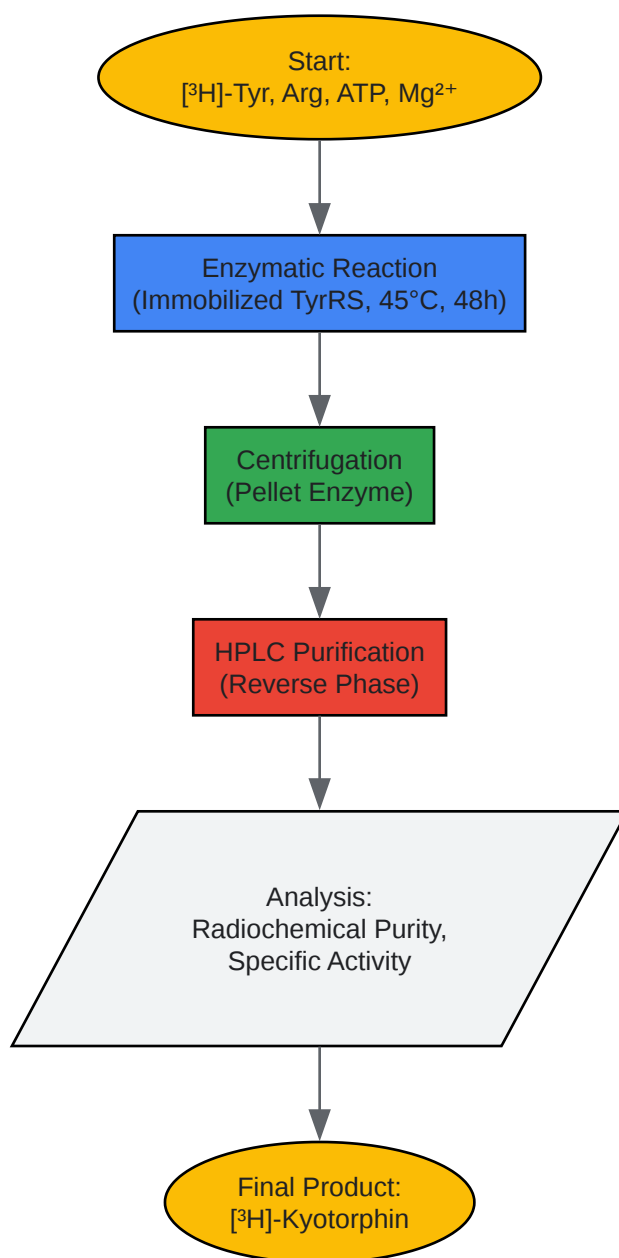 Start:
[³H]-Tyr, Arg, ATP, Mg²⁺
Enzymatic Reaction
(Immobilized TyrRS, 45°C, 48h)
Centrifugation
(Pellet Enzyme)
HPLC Purification
(Reverse Phase)
Analysis:
Radiochemical Purity,
Specific Activity
Final Product:
[³H]-Kyotorphin